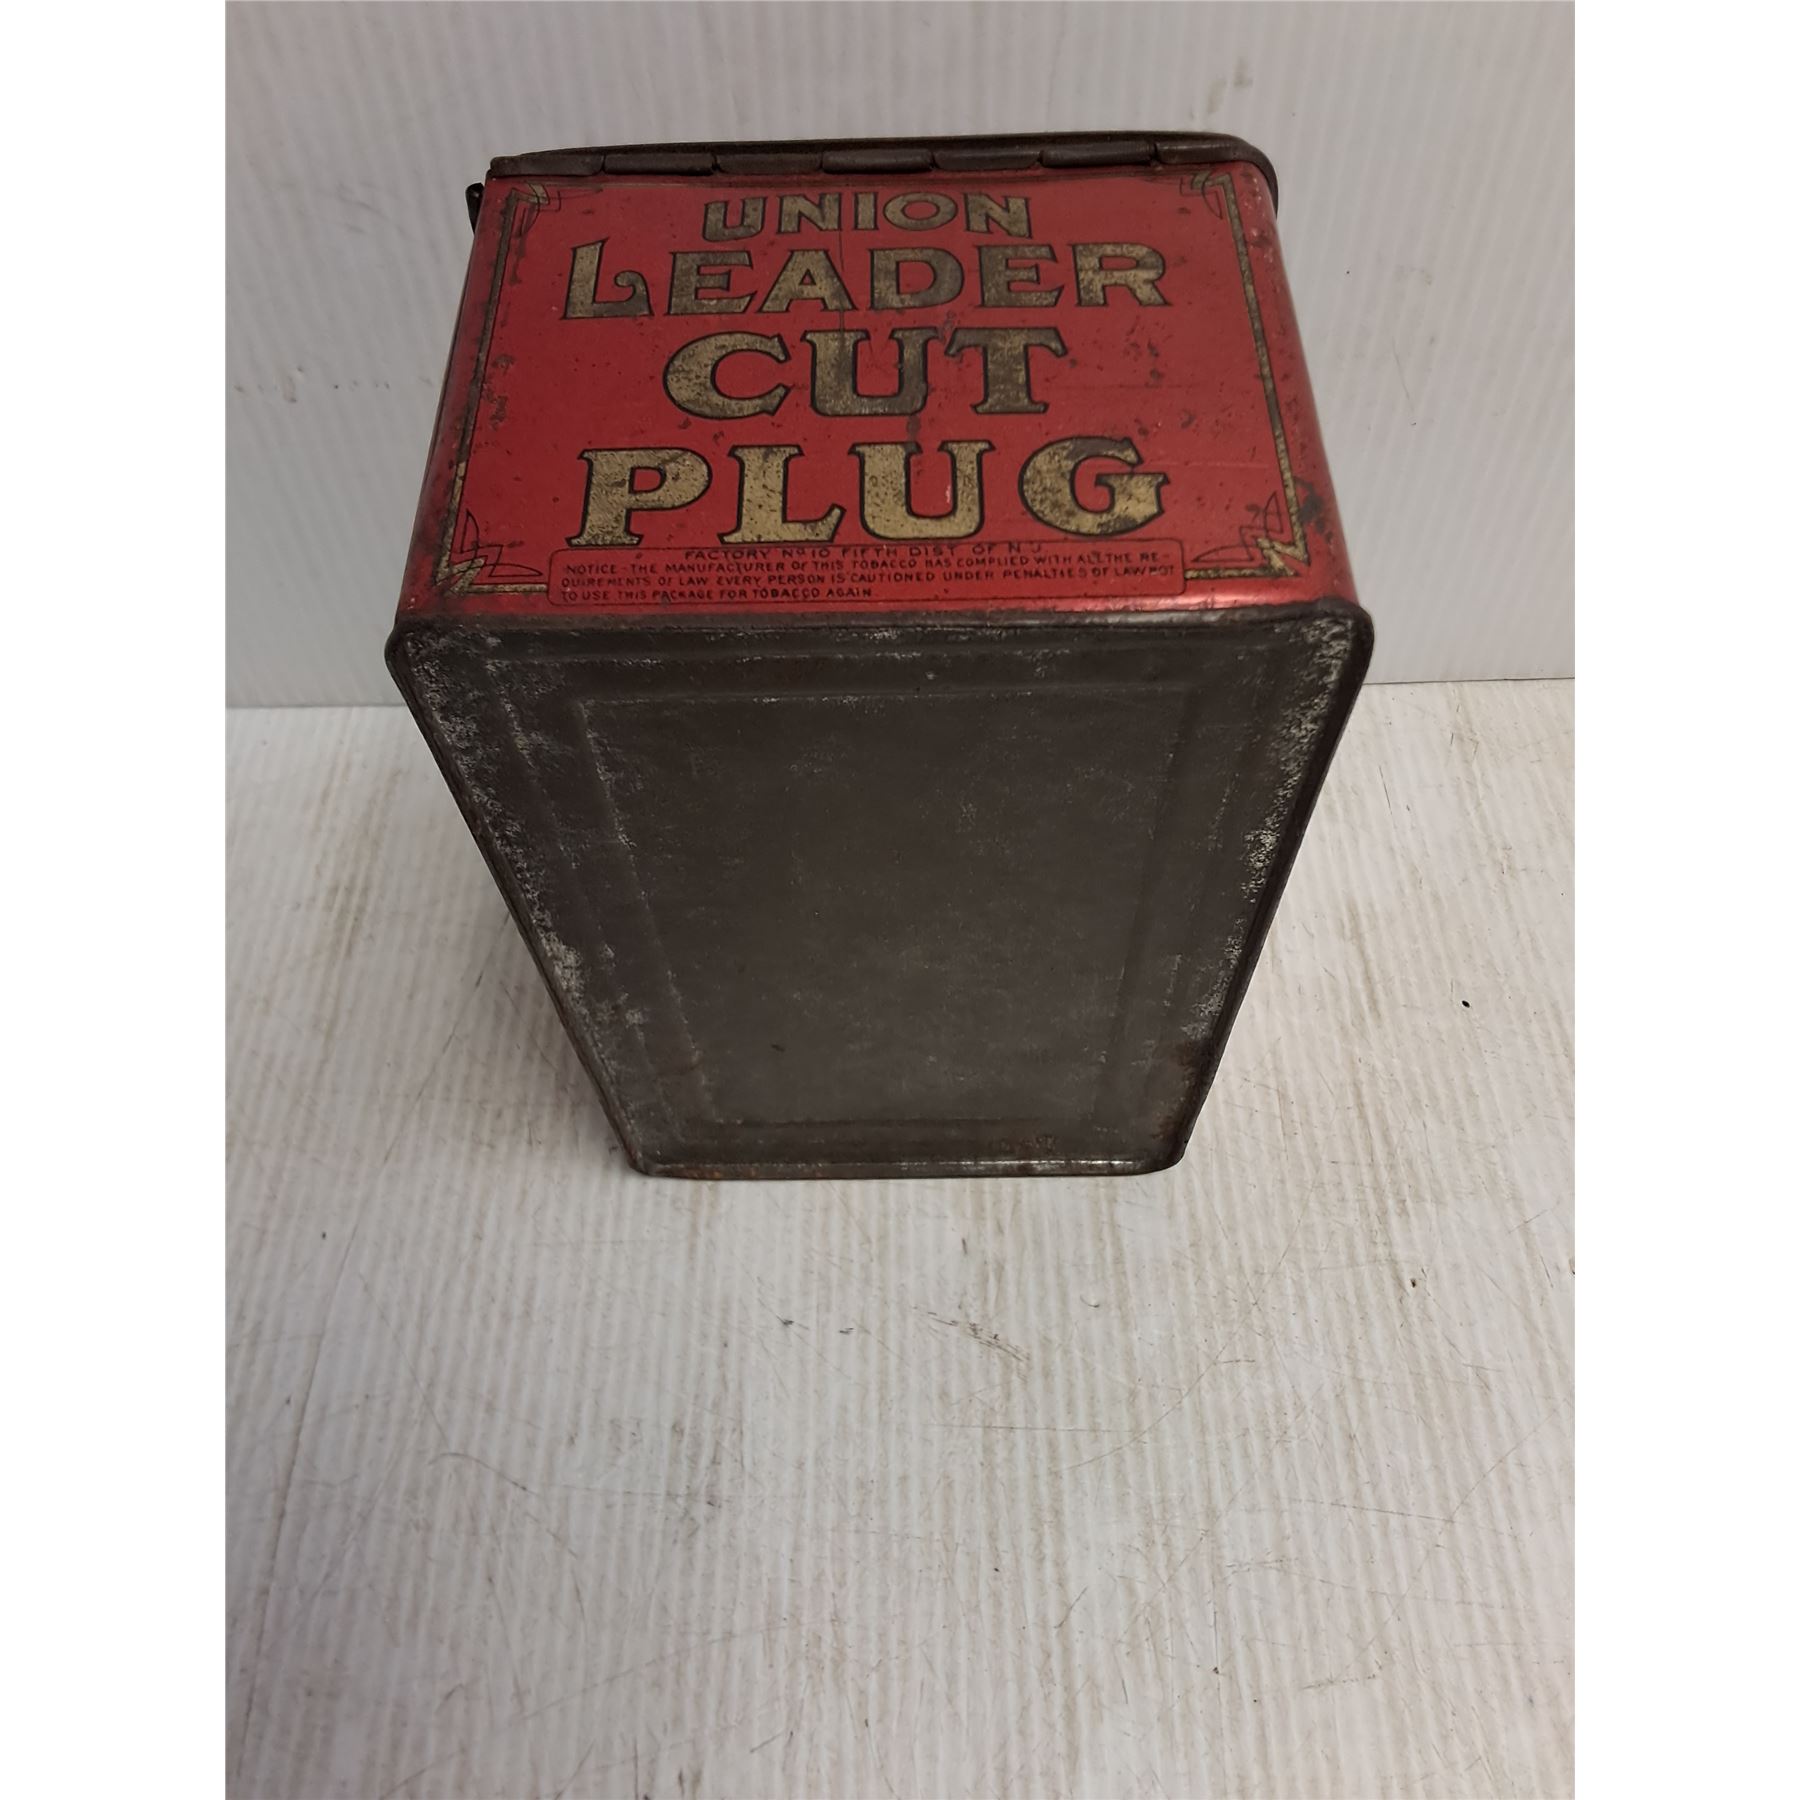 UNION
LEADER
CUT
PLUG
FACTORY No 10 FIFTH DIST OF N J.
NOTICE - THE MANUFACTURER OF THIS TOBACCO HAS COMPLIED WITH ALL THE RE-
QUIREMENTS OF LAW EVERY PERSON IS CAUTIONED UNDER PENALTIES OF LAW NOT
TO USE THIS PACKAGE FOR TOBACCO AGAIN.